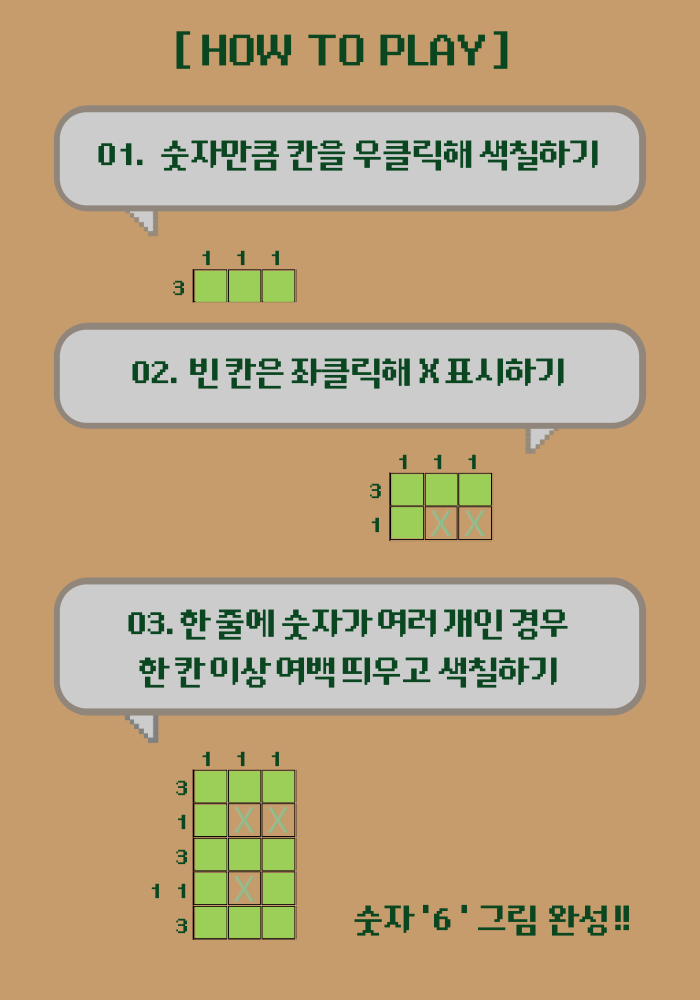 [HOW TO PLAY]
01. 숫자만큼 칸을 우클릭해 색칠하기
1 1 1
3
02. 빈 칸은 좌클릭해 X 표시하기
1 1 1
3
1 X X
03. 한 줄에 숫자가 여러 개인 경우
한 칸 이상 여백 띄우고 색칠하기
1 1 1
3
1 X X
3
1 1 X
3
숫자 '6 ' 그림 완성!!